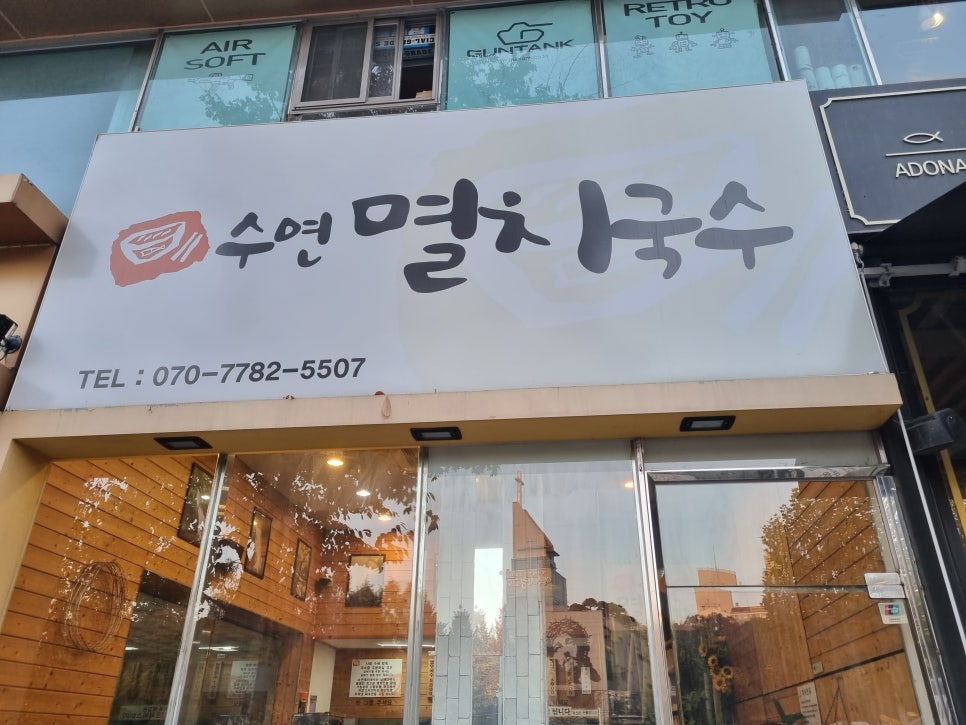 AIR
SOFT
GUNTANK
RETRO
TOY
ADONA
수연 멸치국수
TEL : 070-7782-5507